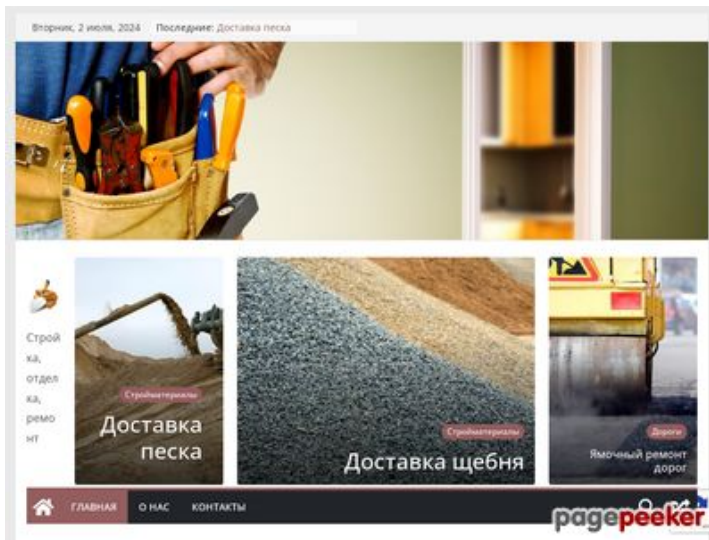 Вторник, 2 июля, 2024 Последние: Доставка песка
Строй
ка,
отдел
ка,
ремо
нт
Стройматериалы
Доставка
песка
Стройматериалы
Доставка щебня
Дороги
Ямочный ремонт
дорог
ГЛАВНАЯ О НАС КОНТАКТЫ
pagepeeker